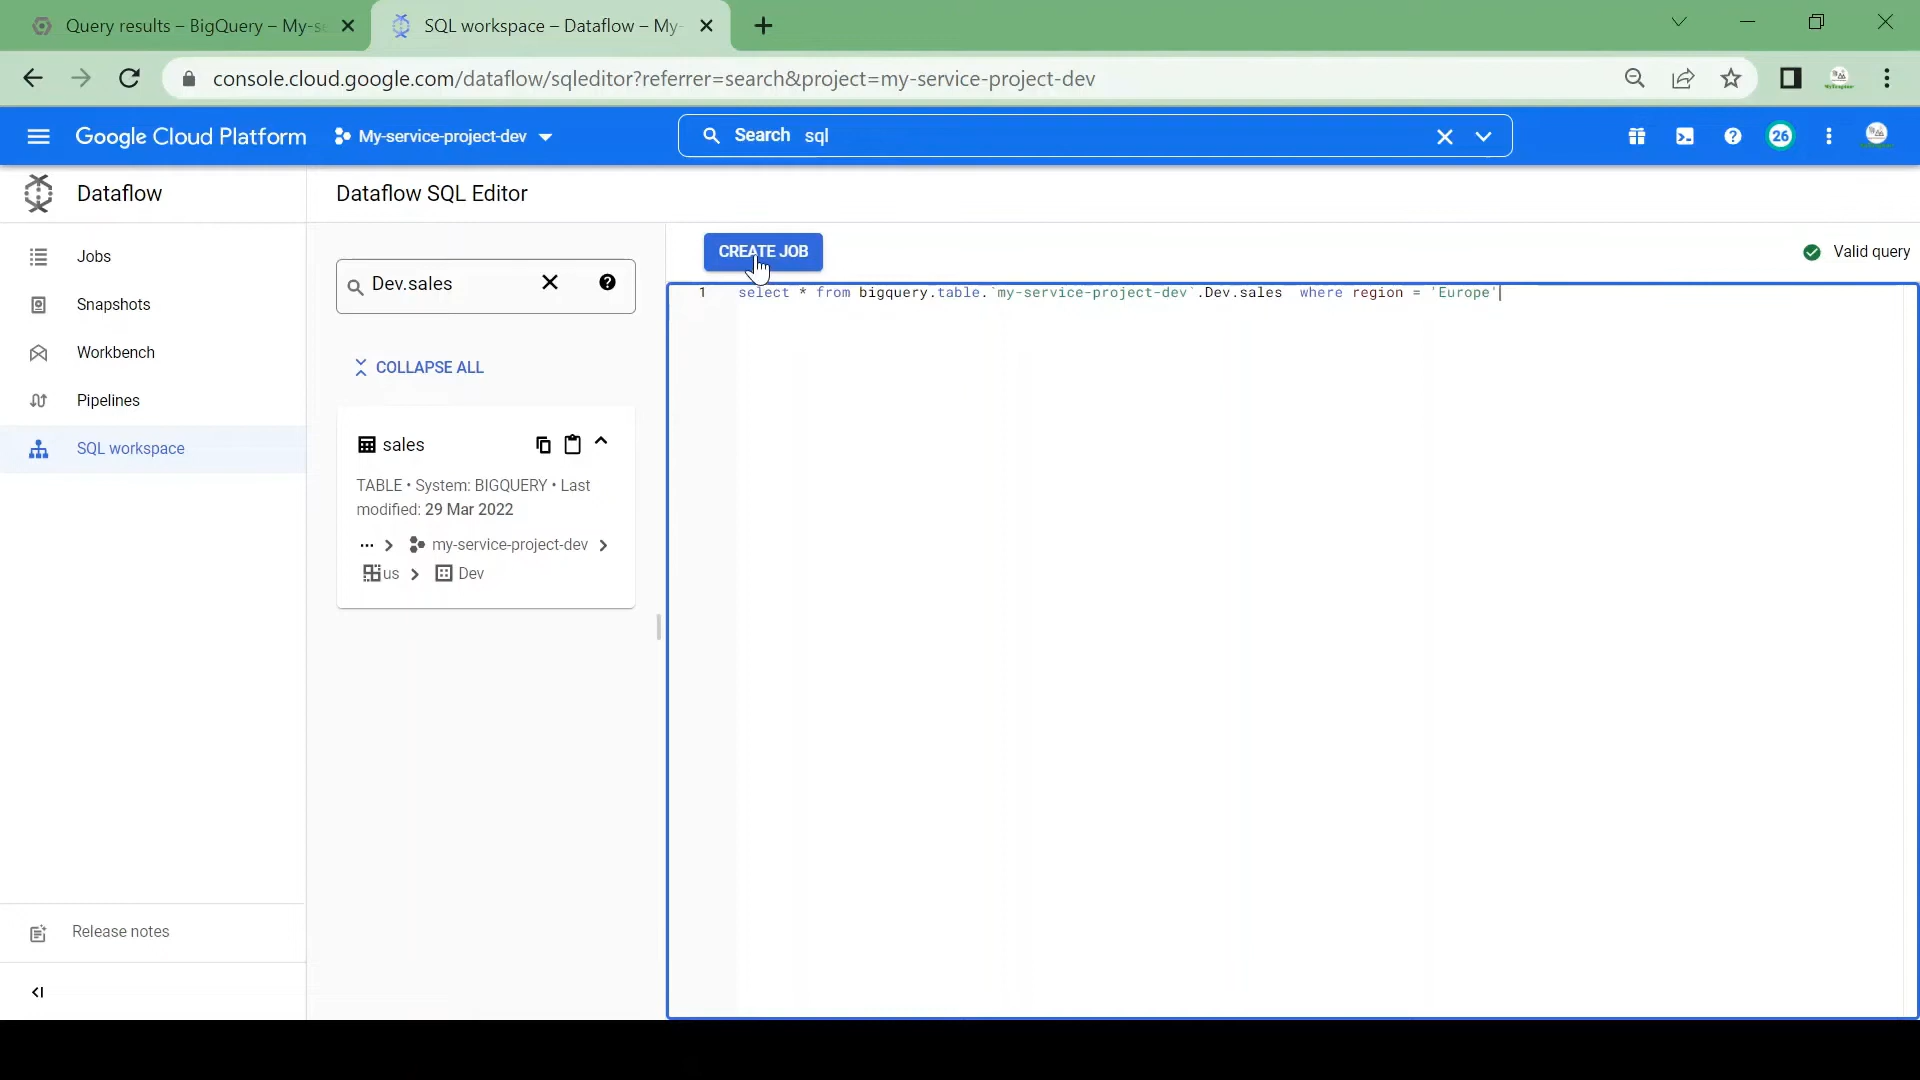 Query results – BigQuery – My-se
SQL workspace – Dataflow – My-
console.cloud.google.com/dataflow/sqleditor?referrer=search&project=my-service-project-dev
Google Cloud Platform
My-service-project-dev
Search sql
26
Dataflow
Dataflow SQL Editor
Jobs
Snapshots
Workbench
Pipelines
SQL workspace
Release notes
Dev.sales
COLLAPSE ALL
sales
TABLE • System: BIGQUERY • Last
modified: 29 Mar 2022
... > my-service-project-dev >
us > Dev
CREATE JOB
Valid query
1 select * from bigquery.table.`my-service-project-dev`.Dev.sales  where region = 'Europe'